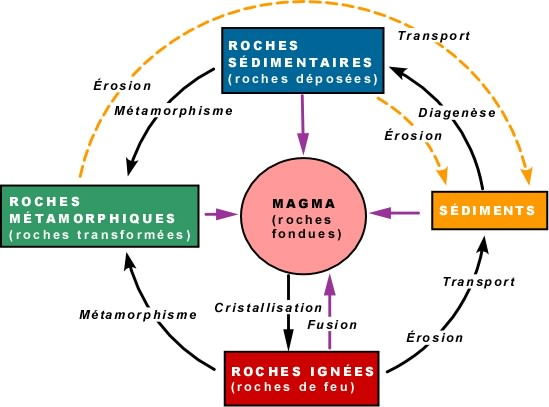 Transport
ROCHES
SÉDIMENTAIRES
(roches déposées)
Érosion
Métamorphisme
Diagenèse
Érosion
ROCHES
MÉTAMORPHIQUES
(roches transformées)
MAGMA
(roches
fondues)
SÉDIMENTS
Cristallisation
Fusion
Métamorphisme
Transport
Érosion
ROCHES IGNÉES
(roches de feu)